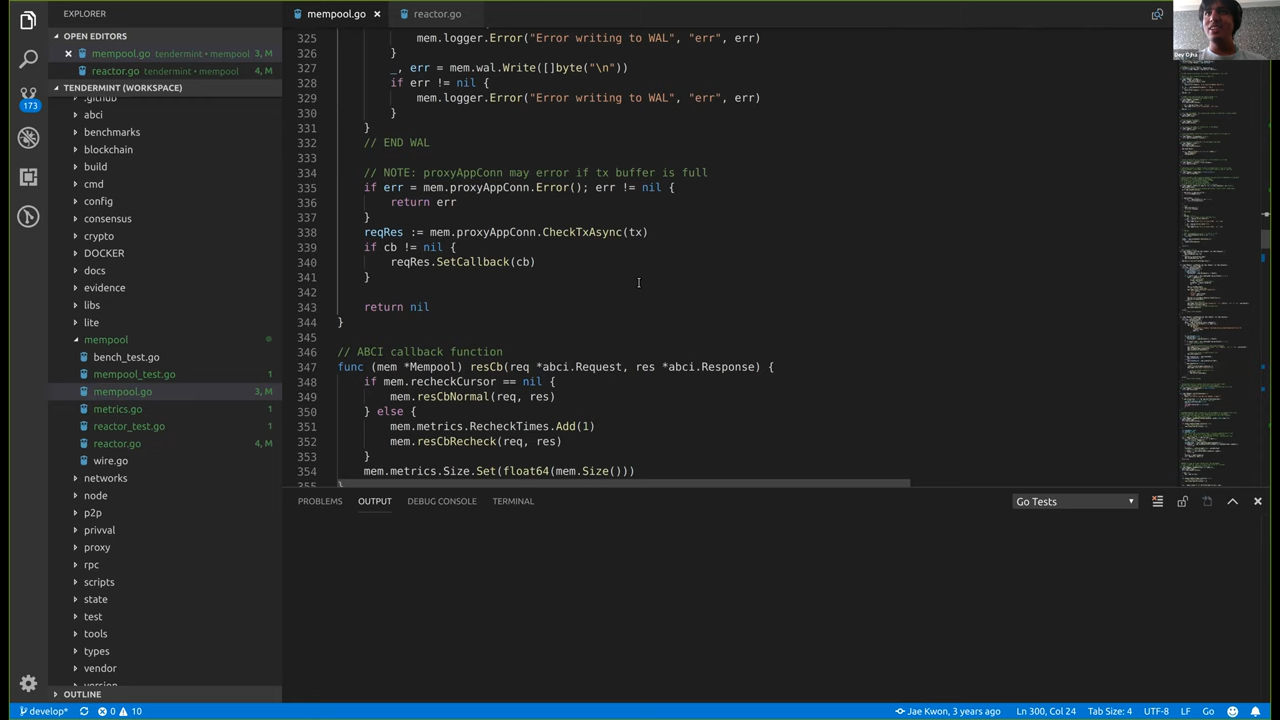 EXPLORER
OPEN EDITORS
mempool.go tendermint • mempool 3, M
reactor.go tendermint • mempool 4, M
TENDERMINT (WORKSPACE)
.github
abci
benchmarks
blockchain
build
cmd
config
consensus
crypto
DOCKER
docs
evidence
libs
lite
mempool
bench_test.go
mempool_test.go 1
mempool.go 3, M
metrics.go 1
reactor_test.go 1
reactor.go 4, M
wire.go
networks
node
p2p
privval
proxy
rpc
scripts
state
test
tools
types
vendor
OUTLINE
173
mempool.go
reactor.go
325 mem.logger.Error("Error writing to WAL", "err", err)
326 }
327 _, err = mem.wal.Write([]byte("\n"))
328 if err != nil {
329 mem.logger.Error("Error writing to WAL", "err", err)
330 }
331 }
332 // END WAL
333
334 // NOTE: proxyAppConn may error if tx buffer is full
335 if err = mem.proxyAppConn.Error(); err != nil {
336 return err
337 }
338 reqRes := mem.proxyAppConn.CheckTxAsync(tx)
339 if cb != nil {
340 reqRes.SetCallback(cb)
341 }
342
343 return nil
344 }
345
346 // ABCI callback function
347 func (mem *Mempool) resCb(req *abci.Request, res *abci.Response) {
348 if mem.recheckCursor == nil {
349 mem.resCbNormal(req, res)
350 } else {
351 mem.metrics.RecheckTimes.Add(1)
352 mem.resCbRecheck(req, res)
353 }
354 mem.metrics.Size.Set(float64(mem.Size()))
355 }
PROBLEMS OUTPUT DEBUG CONSOLE TERMINAL
Go Tests
Dev Ojha
develop* 0 10 Jae Kwon, 3 years ago Ln 300, Col 24 Tab Size: 4 UTF-8 LF Go